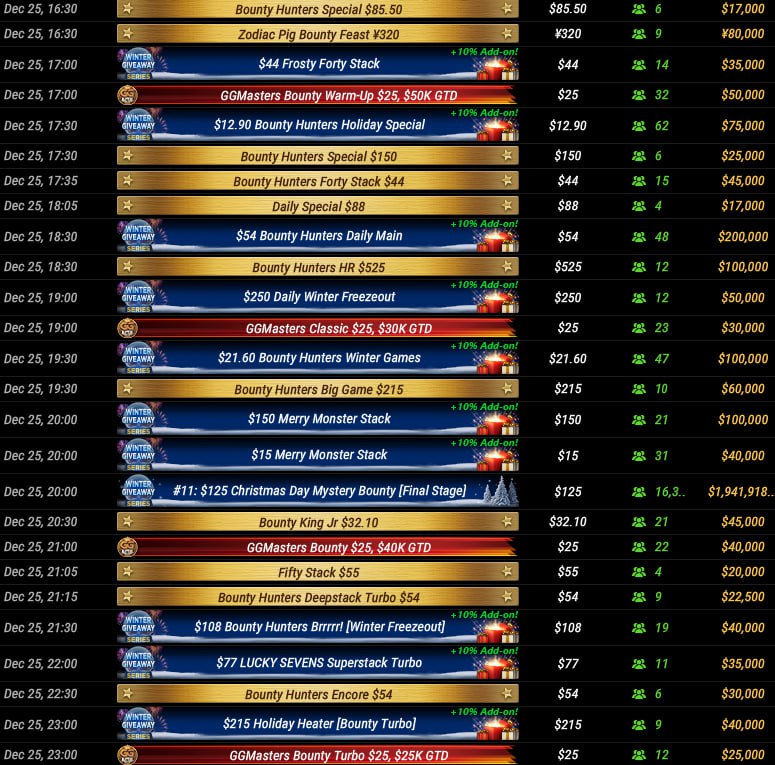 Dec 25, 16:30 Bounty Hunters Special $85.50 $85.50 6 $17,000
Dec 25, 16:30 Zodiac Pig Bounty Feast ¥320 ¥320 9 ¥80,000
Dec 25, 17:00 WINTER GIVEAWAY SERIES $44 Frosty Forty Stack +10% Add-on! $44 14 $35,000
Dec 25, 17:00 GGMasters Bounty Warm-Up $25, $50K GTD $25 32 $50,000
Dec 25, 17:30 WINTER GIVEAWAY SERIES $12.90 Bounty Hunters Holiday Special +10% Add-on! $12.90 62 $75,000
Dec 25, 17:30 Bounty Hunters Special $150 $150 6 $25,000
Dec 25, 17:35 Bounty Hunters Forty Stack $44 $44 15 $45,000
Dec 25, 18:05 Daily Special $88 $88 4 $17,000
Dec 25, 18:30 WINTER GIVEAWAY SERIES $54 Bounty Hunters Daily Main +10% Add-on! $54 48 $200,000
Dec 25, 18:30 Bounty Hunters HR $525 $525 12 $100,000
Dec 25, 19:00 WINTER GIVEAWAY SERIES $250 Daily Winter Freezeout +10% Add-on! $250 12 $50,000
Dec 25, 19:00 GGMasters Classic $25, $30K GTD $25 23 $30,000
Dec 25, 19:30 WINTER GIVEAWAY SERIES $21.60 Bounty Hunters Winter Games +10% Add-on! $21.60 47 $100,000
Dec 25, 19:30 Bounty Hunters Big Game $215 $215 10 $60,000
Dec 25, 20:00 WINTER GIVEAWAY SERIES $150 Merry Monster Stack +10% Add-on! $150 21 $100,000
Dec 25, 20:00 WINTER GIVEAWAY SERIES $15 Merry Monster Stack +10% Add-on! $15 31 $40,000
Dec 25, 20:00 WINTER GIVEAWAY SERIES #11: $125 Christmas Day Mystery Bounty [Final Stage] $125 16,3.. $1,941,918..
Dec 25, 20:30 Bounty King Jr $32.10 $32.10 21 $45,000
Dec 25, 21:00 GGMasters Bounty $25, $40K GTD $25 22 $40,000
Dec 25, 21:05 Fifty Stack $55 $55 4 $20,000
Dec 25, 21:15 Bounty Hunters Deepstack Turbo $54 $54 9 $22,500
Dec 25, 21:30 WINTER GIVEAWAY SERIES $108 Bounty Hunters Brrrrr! [Winter Freezeout] +10% Add-on! $108 19 $40,000
Dec 25, 22:00 WINTER GIVEAWAY SERIES $77 LUCKY SEVENS Superstack Turbo +10% Add-on! $77 11 $35,000
Dec 25, 22:30 Bounty Hunters Encore $54 $54 6 $30,000
Dec 25, 23:00 WINTER GIVEAWAY SERIES $215 Holiday Heater [Bounty Turbo] +10% Add-on! $215 9 $40,000
Dec 25, 23:00 GGMasters Bounty Turbo $25, $25K GTD $25 12 $25,000